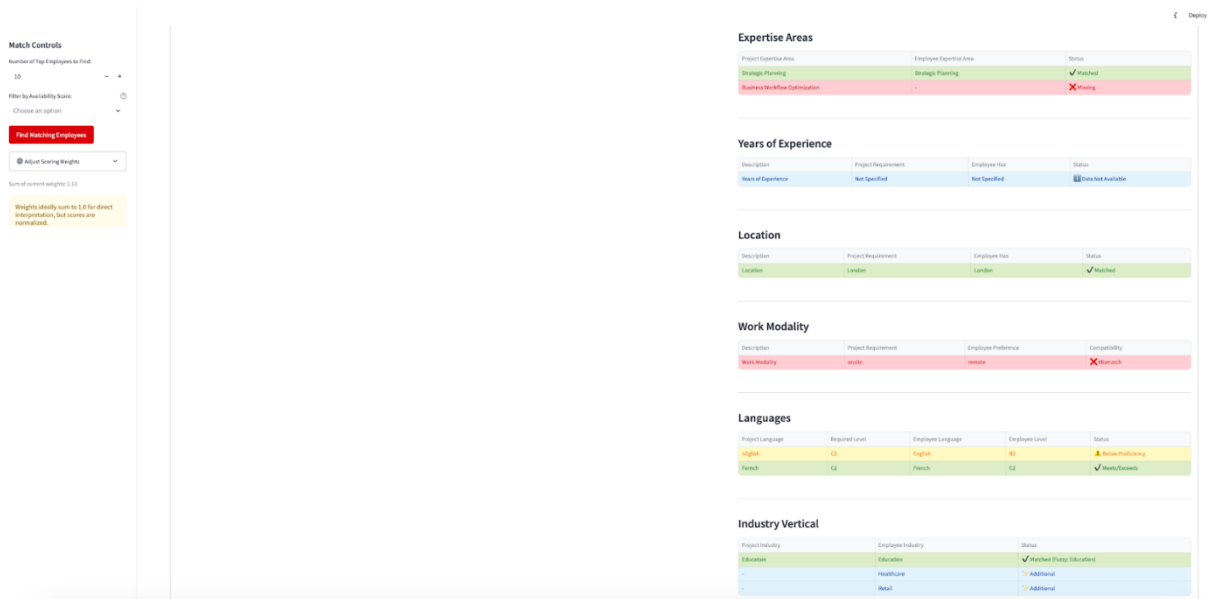 Deploy
Match Controls
Number of Top Employees to Find:
10 - +
Filter by Availability Score:
Choose an option
Find Matching Employees
Adjust Scoring Weights
Sum of current weights: 1.10
Weights ideally sum to 1.0 for direct
interpretation, but scores are
normalized.
Expertise Areas
Project Expertise Area Employee Expertise Area Status
Strategic Planning Strategic Planning Matched
Business Workflow Optimization - Missing
Years of Experience
Description Project Requirement Employee Has Status
Years of Experience Not Specified Not Specified Data Not Available
Location
Description Project Requirement Employee Has Status
Location London London Matched
Work Modality
Description Project Requirement Employee Preference Compatibility
Work Modality onsite remote Mismatch
Languages
Project Language Required Level Employee Language Employee Level Status
C2 English B2 Below Proficiency
C2 French C2 Meets/Exceeds
Industry Vertical
Project Industry Employee Industry Status
Education Matched (Fuzzy: Education)
- Healthcare Additional
- Retail Additional